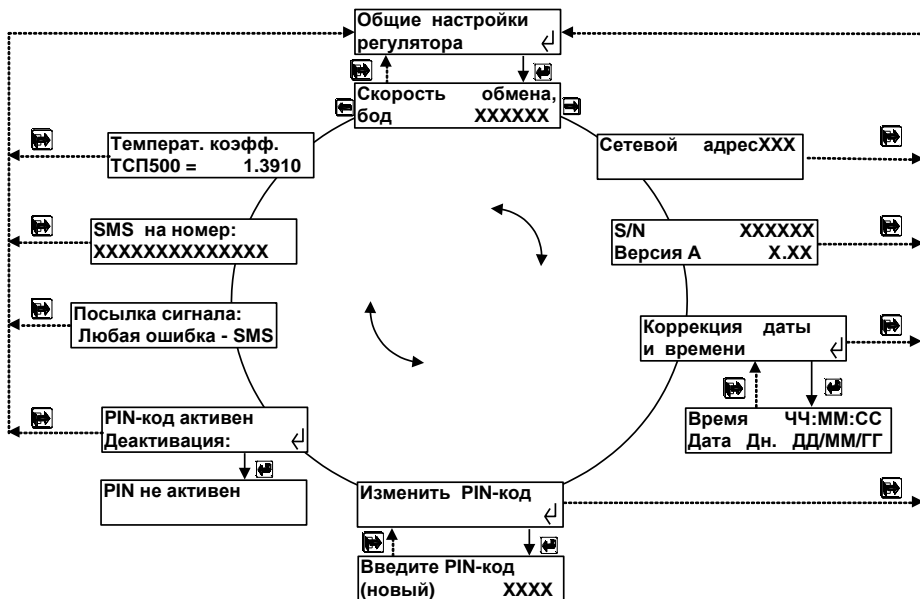 Общие настройки
регулятора
Скорость обмена,
бод XXXXXX
Температ. коэфф.
ТСП500 = 1.3910
Сетевой адресXXX
SMS на номер:
XXXXXXXXXXXXXX
S/N XXXXXX
Версия А X.XX
Посылка сигнала:
Любая ошибка - SMS
Коррекция даты
и времени
Время ЧЧ:ММ:СС
Дата Дн. ДД/ММ/ГГ
PIN-код активен
Деактивация:
PIN не активен
Изменить PIN-код
Введите PIN-код
(новый) XXXX